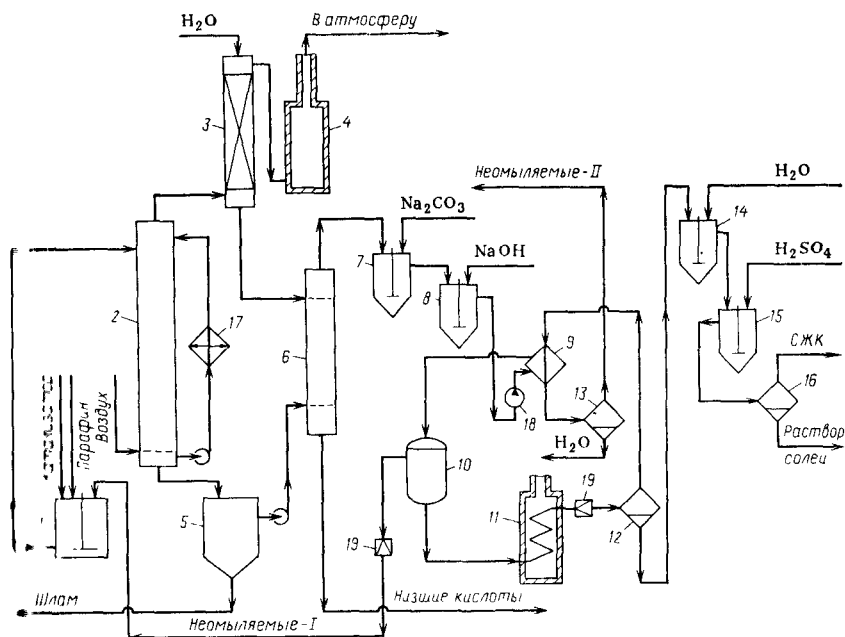 H₂O
В атмосферу
3
4
Неомыляемые-II
Na₂CO₃
H₂O
14
H₂SO₄
7
NaOH
8
2
17
6
9
15
СЖК
16
18
13
Парафин
Воздух
H₂O
10
Раствор
солей
19
11
12
5
19
Шлам
Низшие кислоты
Неомыляемые-I